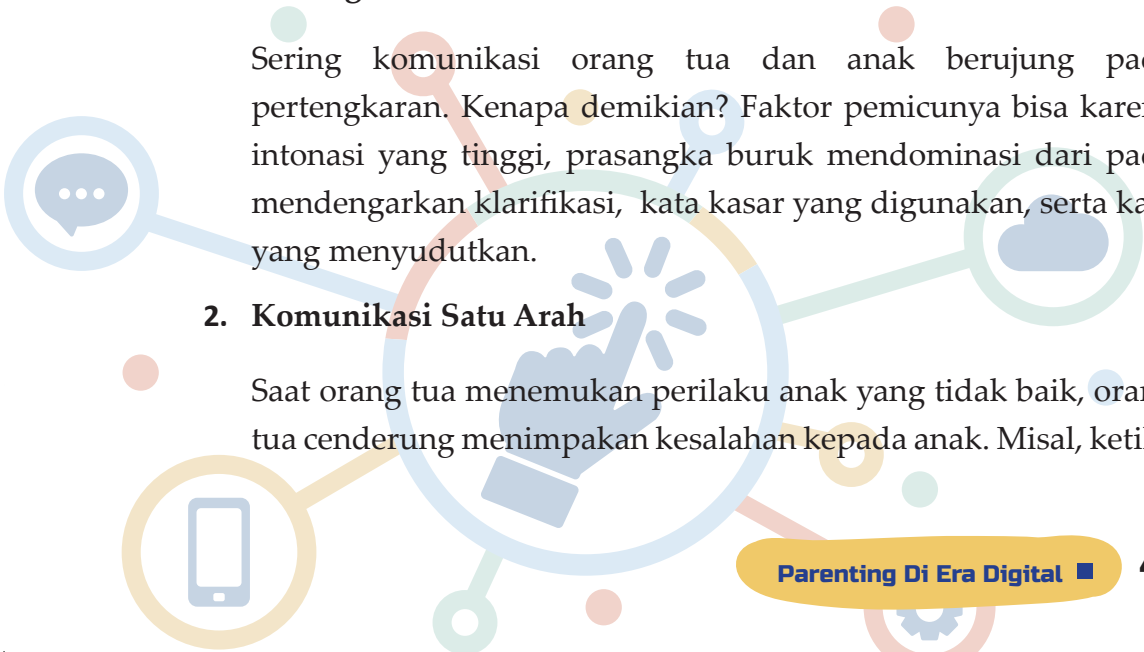 Sering komunikasi orang tua dan anak berujung
pertengkaran. Kenapa demikian? Faktor pemicunya bisa
intonasi yang tinggi, prasangka buruk mendominasi dari
mendengarkan klarifikasi, kata kasar yang digunakan, serta
yang menyudutkan.
2. Komunikasi Satu Arah
Saat orang tua menemukan perilaku anak yang tidak baik,
tua cenderung menimpakan kesalahan kepada anak. Misal,
Parenting Di Era Digital